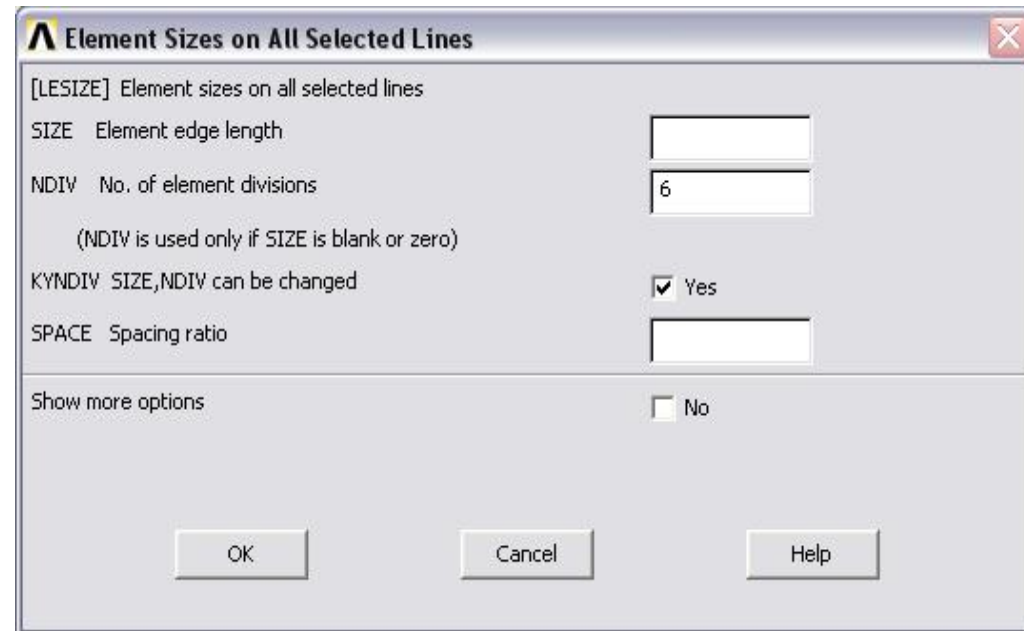 Element Sizes on All Selected Lines
[LESIZE] Element sizes on all selected lines
SIZE Element edge length
NDIV No. of element divisions
6
(NDIV is used only if SIZE is blank or zero)
KYNDIV SIZE,NDIV can be changed
Yes
SPACE Spacing ratio
Show more options
No
OK
Cancel
Help